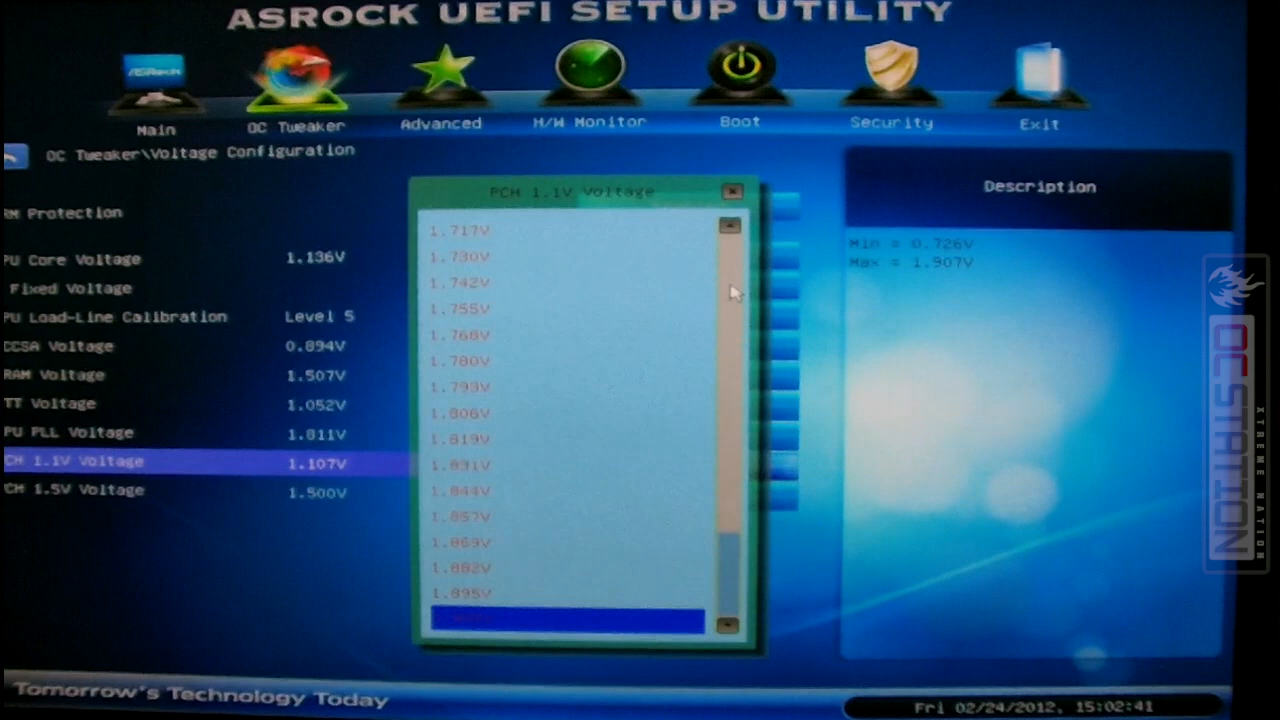 ASROCK UEFI SETUP UTILITY
ASRock
Main
OC Tweaker
Advanced
H/W Monitor
Boot
Security
Exit
OC Tweaker\Voltage Configuration
RM Protection
PU Core Voltage 1.136V
Fixed Voltage
PU Load-Line Calibration Level 5
CCSA Voltage 0.894V
RAM Voltage 1.507V
TT Voltage 1.052V
PU PLL Voltage 1.811V
CH 1.1V Voltage 1.107V
CH 1.5V Voltage 1.500V
PCH 1.1V Voltage
1.717V
1.730V
1.742V
1.755V
1.768V
1.780V
1.793V
1.806V
1.819V
1.831V
1.844V
1.857V
1.869V
1.882V
1.895V
Description
Min = 0.726V
Max = 1.907V
OCSTATION
XTREME NATION
Tomorrow's Technology Today
Fri 02/24/2012, 15:02:41